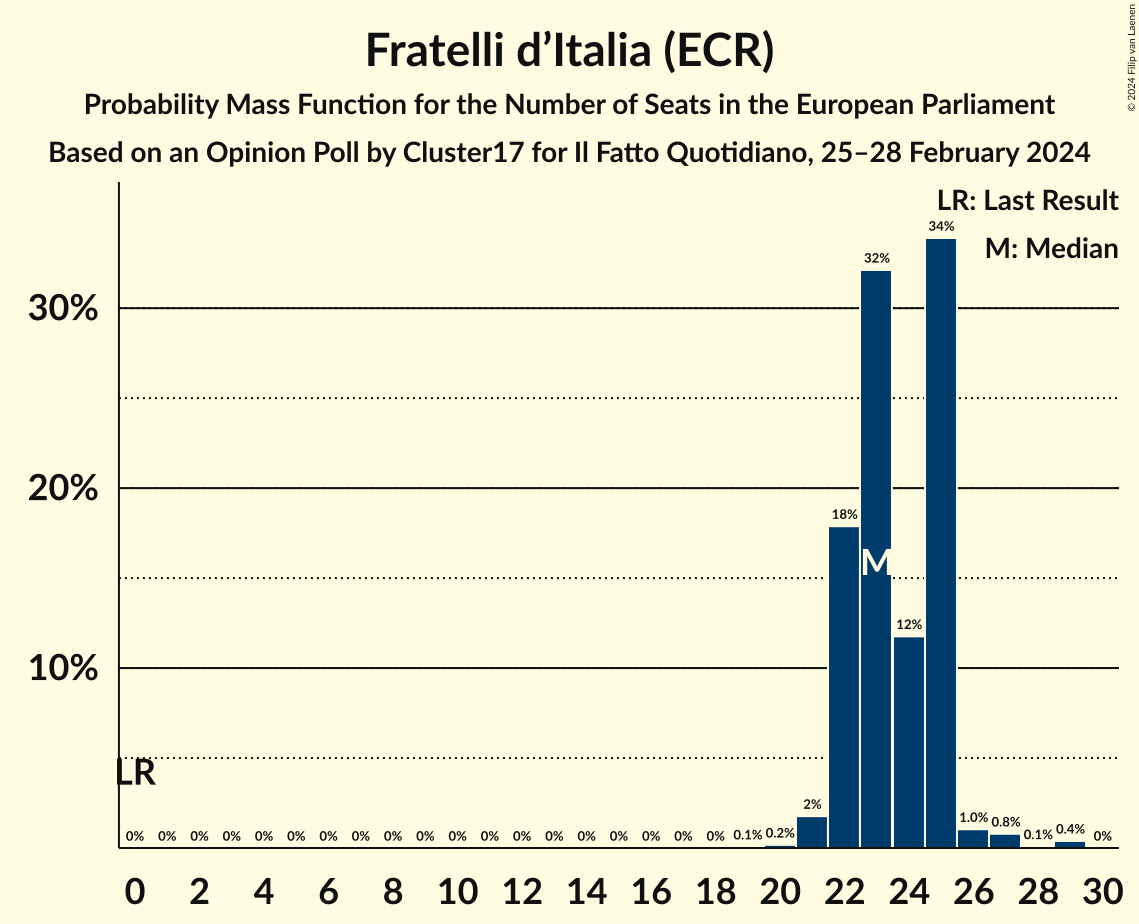 Fratelli d’Italia (ECR)
Probability Mass Function for the Number of Seats in the European Parliament
Based on an Opinion Poll by Cluster17 for Il Fatto Quotidiano, 25–28 February 2024
© 2024 Filip van Laenen
LR: Last Result
M: Median
34%
32%
30%
20%
18%
M
12%
10%
LR
2%
0% 0% 0% 0% 0% 0% 0% 0% 0% 0% 0% 0% 0% 0% 0% 0% 0% 0% 0% 0.1% 0.2% 1.0% 0.8% 0.1% 0.4% 0%
0 2 4 6 8 10 12 14 16 18 20 22 24 26 28 30